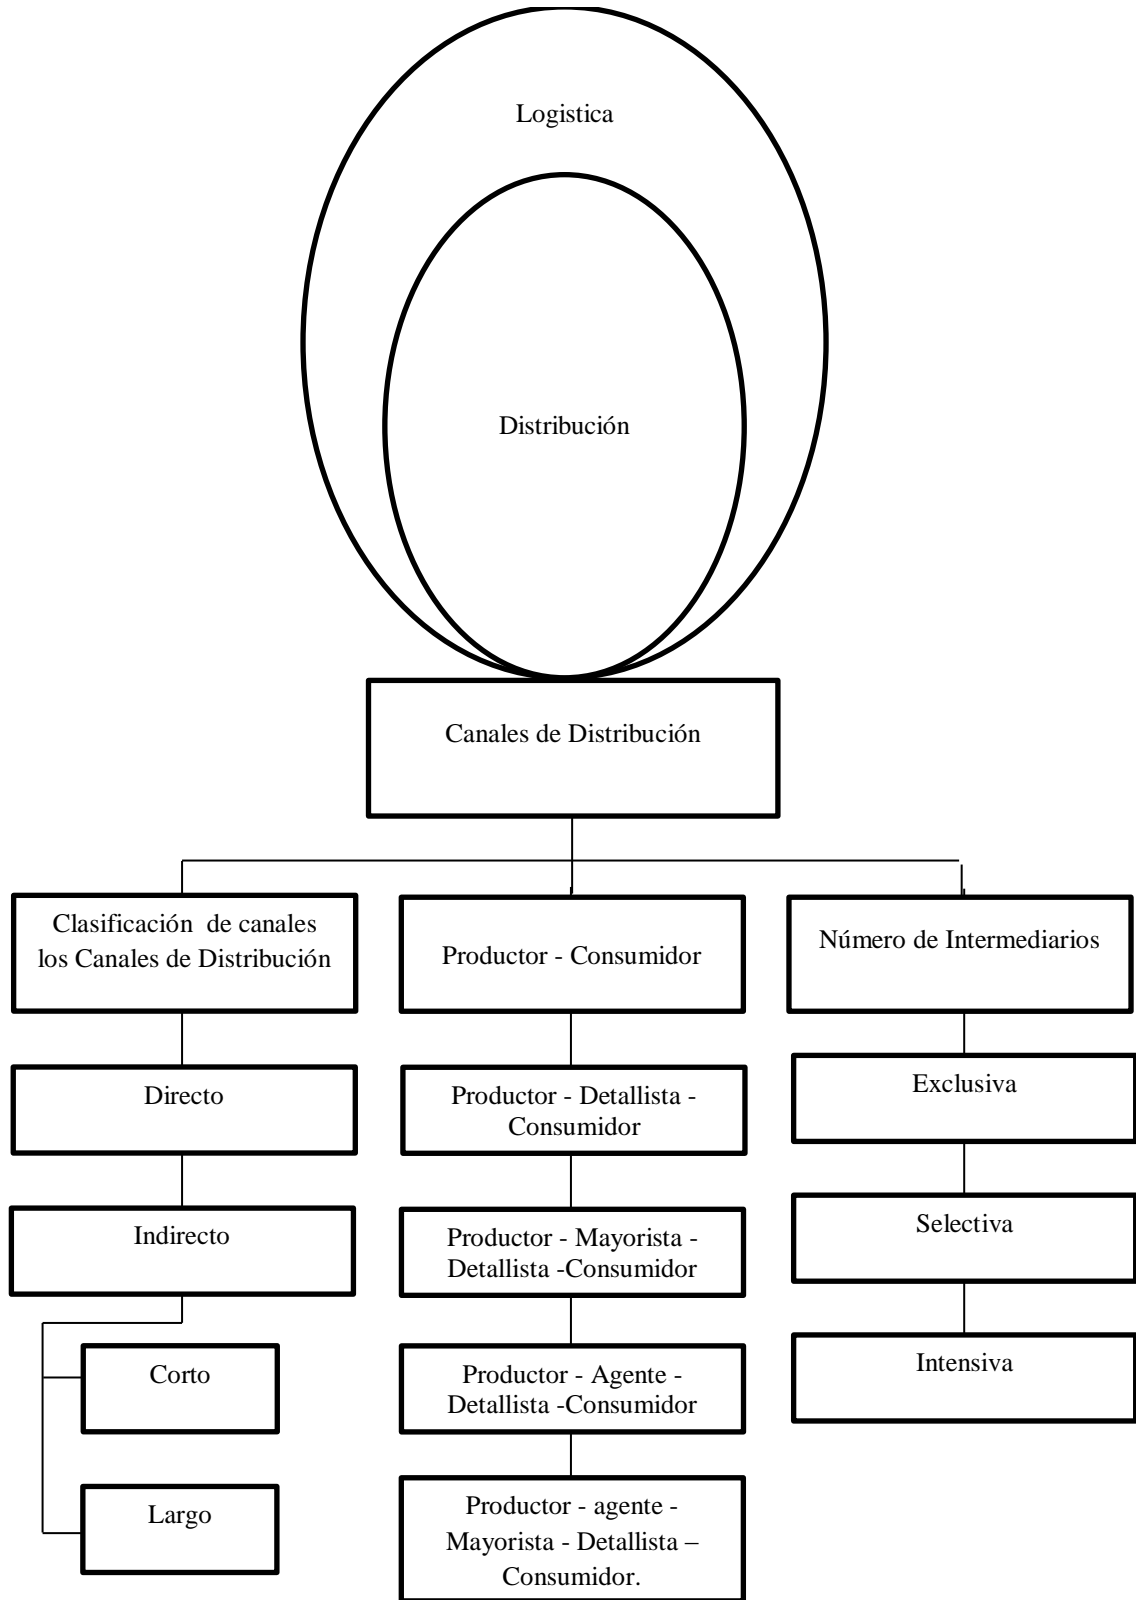 Logistica
Distribución
Canales de Distribución
Clasificación  de canales
los Canales de Distribución
Directo
Indirecto
Corto
Largo
Productor - Consumidor
Productor - Detallista -
Consumidor
Productor - Mayorista -
Detallista -Consumidor
Productor - Agente -
Detallista -Consumidor
Productor - agente -
Mayorista - Detallista –
Consumidor.
Número de Intermediarios
Exclusiva
Selectiva
Intensiva